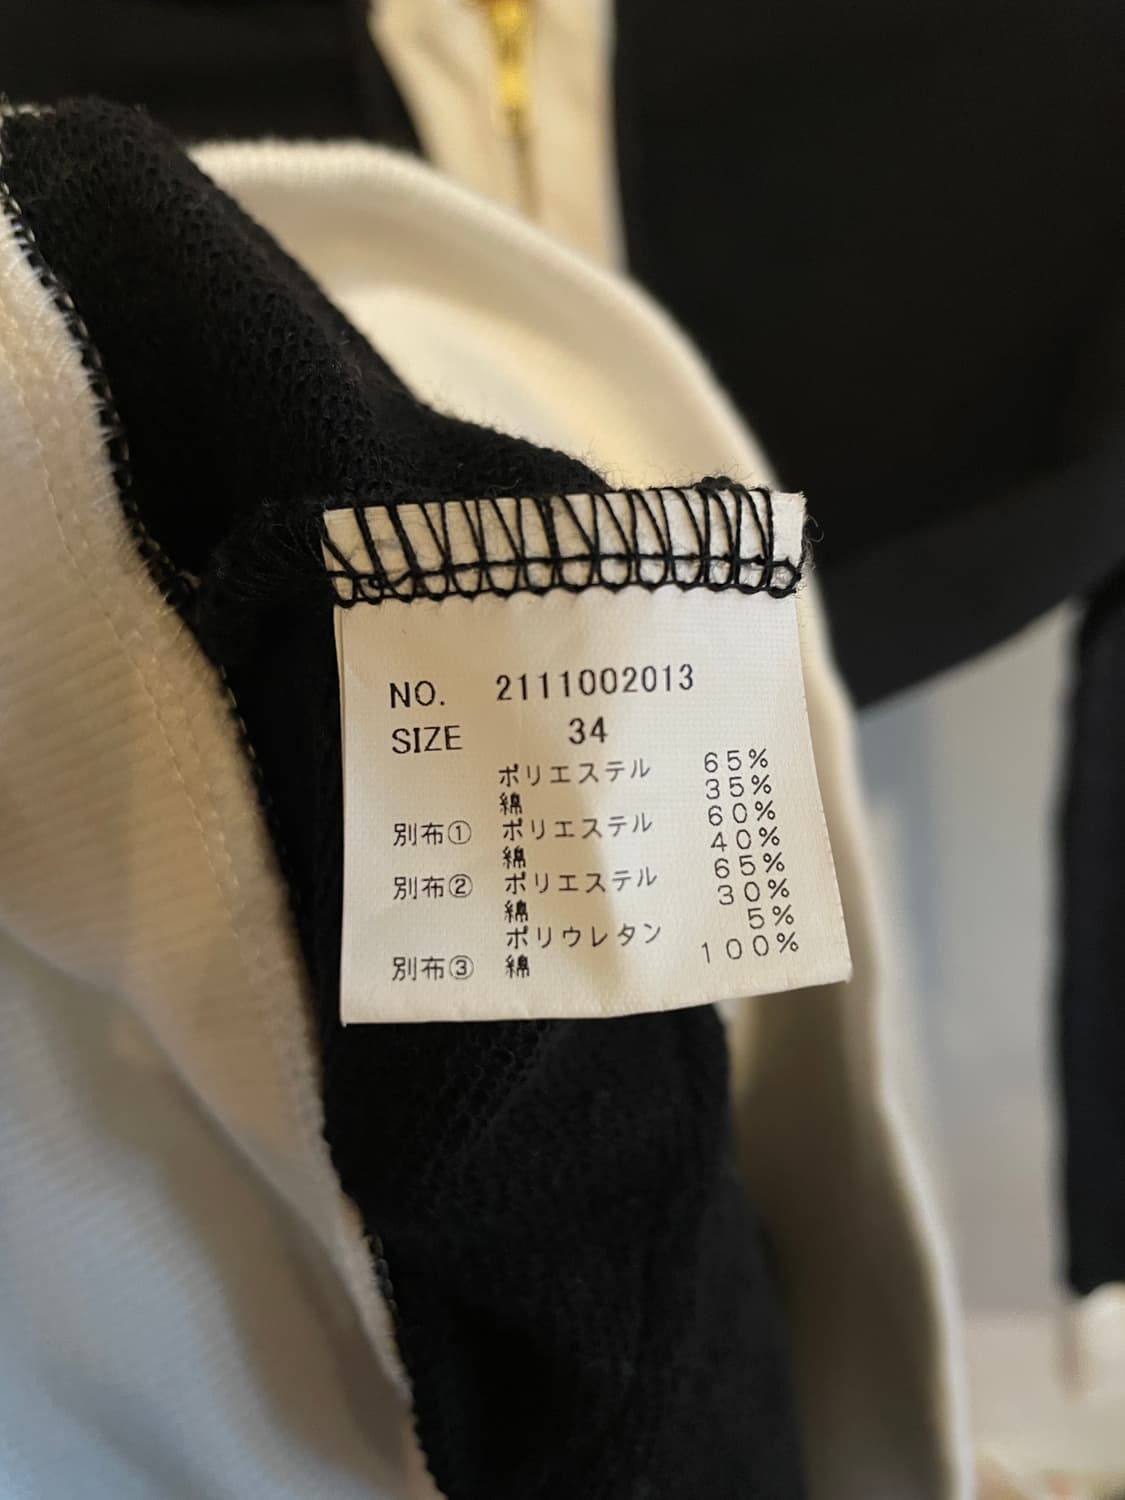 NO. 2111002013
SIZE 34
ポリエステル 65%
綿 35%
別布① ポリエステル 60%
綿 40%
別布② ポリエステル 65%
綿 30%
ポリウレタン 5%
別布③ 綿 100%